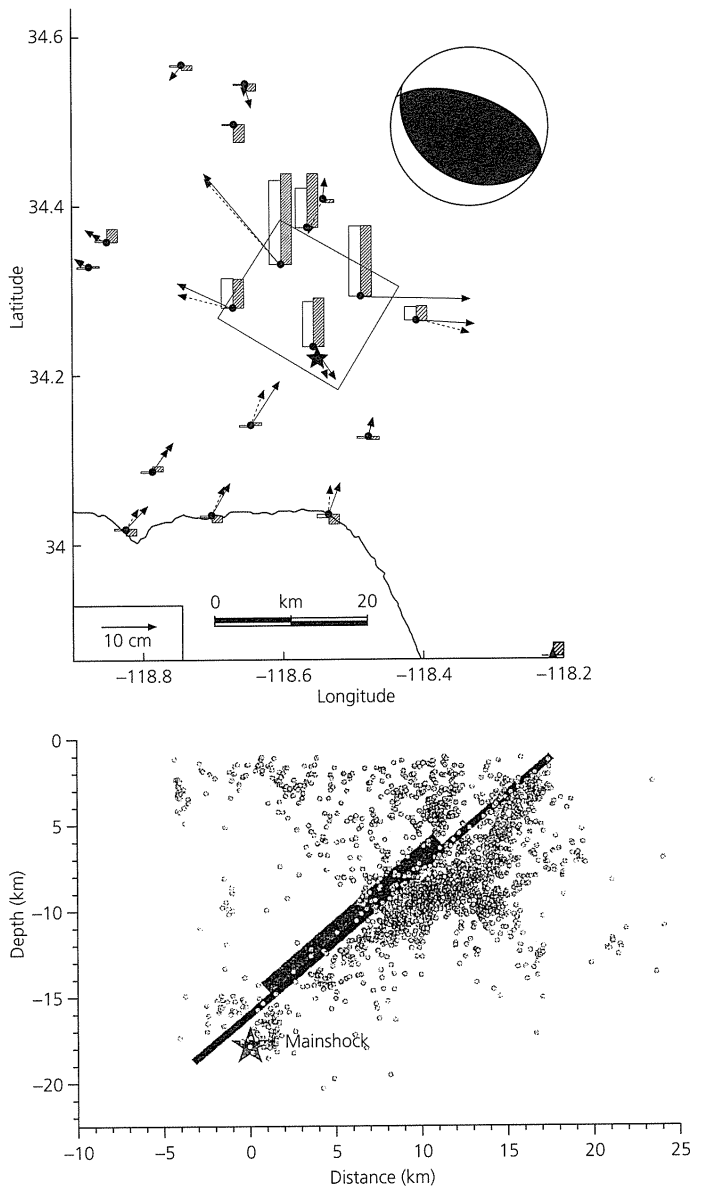 34.6
34.4
34.2
34
Latitude
0 km 20
10 cm
−118.8 −118.6 −118.4 −118.2
Longitude
0
−5
−10
−15
−20
Depth (km)
Mainshock
−10 −5 0 5 10 15 20 25
Distance (km)